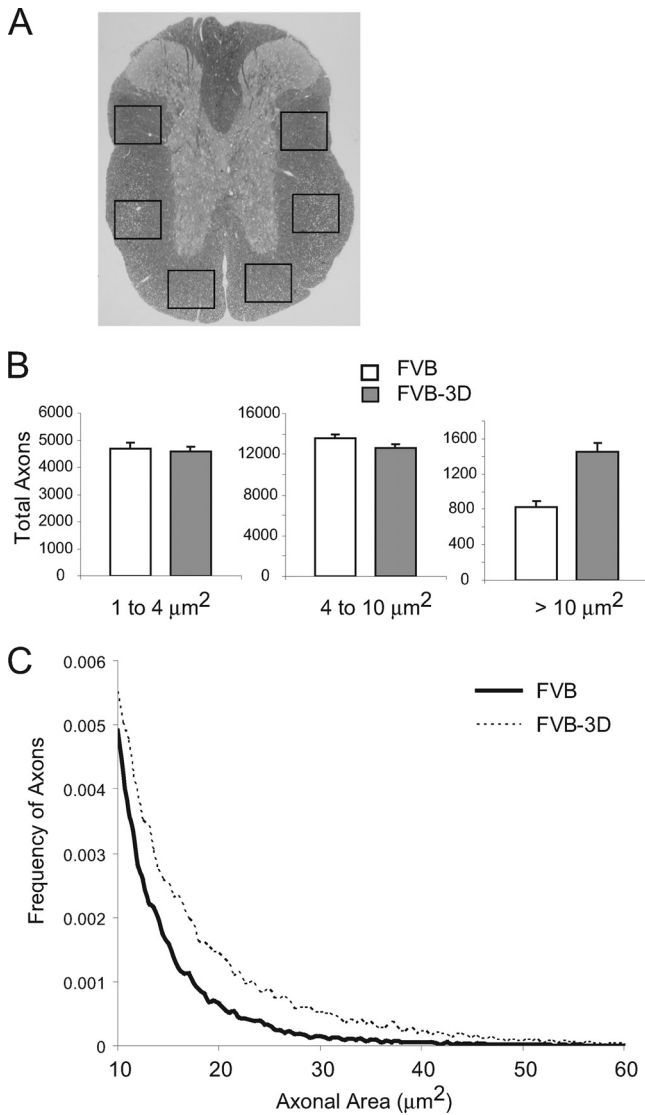 A
B
FVB
FVB-3D
Total Axons
6000
5000
4000
3000
2000
1000
0
1 to 4 μm²
16000
12000
8000
4000
0
4 to 10 μm²
1600
1200
800
400
0
> 10 μm²
C
FVB
FVB-3D
Frequency of Axons
0.006
0.005
0.004
0.003
0.002
0.001
0
10
20
30
40
50
60
Axonal Area (μm²)